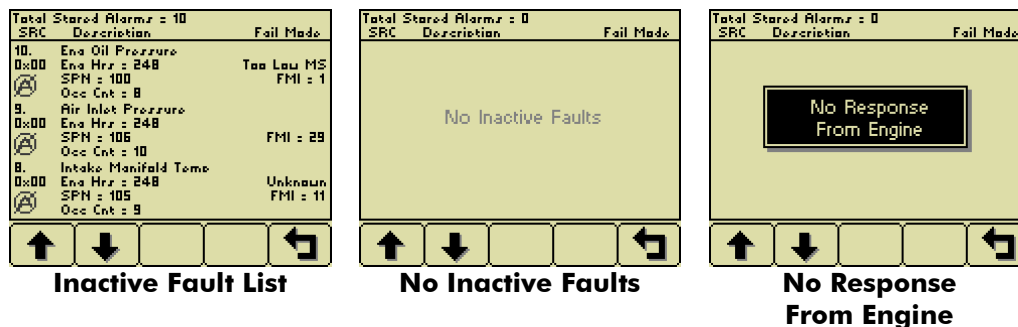 Total Stored Alarms : 10
SRC Description Fail Mode
10. Eng Oil Pressure
0x00 Eng Hrs : 248 Too Low MS
SPN : 100 FMI : 1
Occ Cnt : 8
9. Air Inlet Pressure
0x00 Eng Hrs : 248
SPN : 106 FMI : 29
Occ Cnt : 10
8. Intake Manifold Temp
0x00 Eng Hrs : 248 Unknown
SPN : 105 FMI : 11
Occ Cnt : 9
Inactive Fault List
Total Stored Alarms : 0
SRC Description Fail Mode
No Inactive Faults
No Inactive Faults
Total Stored Alarms : 0
SRC Description Fail Mode
No Response
From Engine
No Response
From Engine